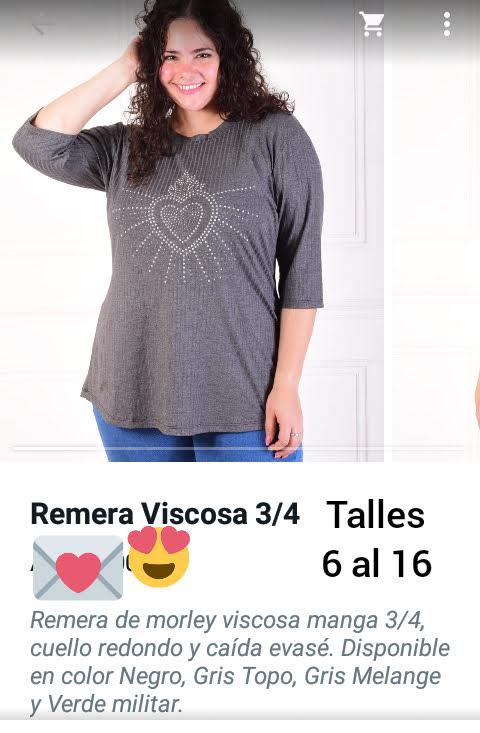 Remera Viscosa 3/4
Talles
6 al 16
Remera de morley viscosa manga 3/4,
cuello redondo y caída evasé. Disponible
en color Negro, Gris Topo, Gris Melange
y Verde militar.